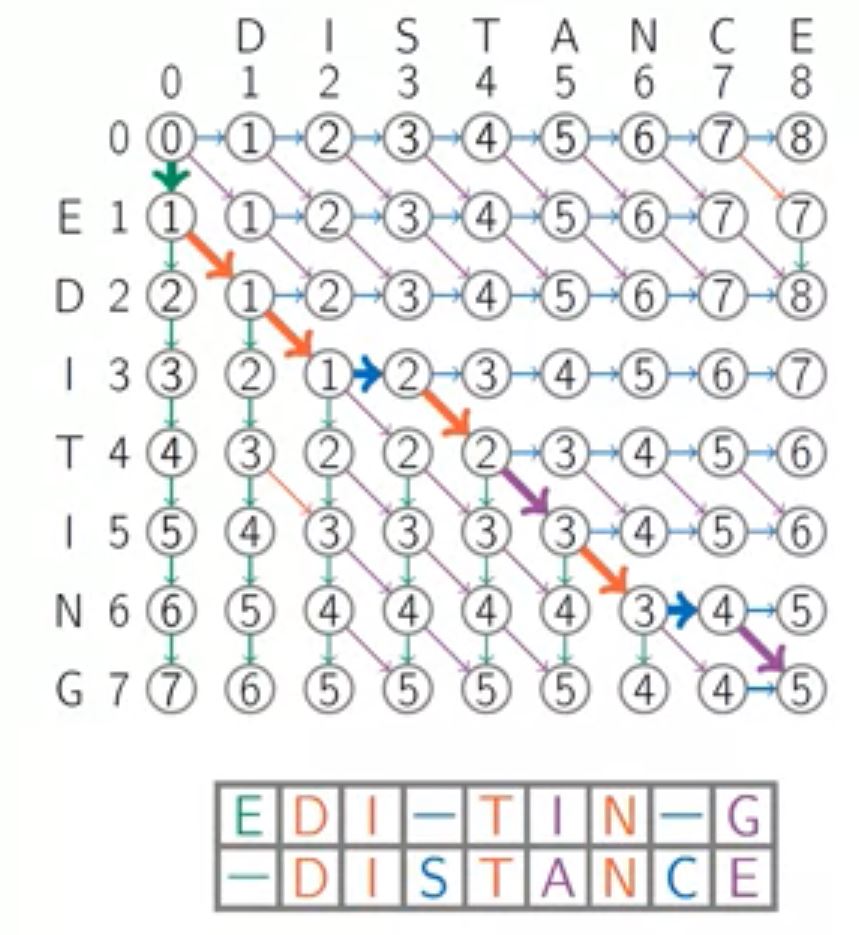 D I S T A N C E
0 1 2 3 4 5 6 7 8
0 0 1 2 3 4 5 6 7 8
E 1 1 1 2 3 4 5 6 7 7
D 2 2 1 2 3 4 5 6 7 8
I 3 3 2 1 2 3 4 5 6 7
T 4 4 3 2 2 2 3 4 5 6
I 5 5 4 3 3 3 3 4 5 6
N 6 6 5 4 4 4 4 3 4 5
G 7 7 6 5 5 5 5 4 4 5
E D I – T I N – G
– D I S T A N C E